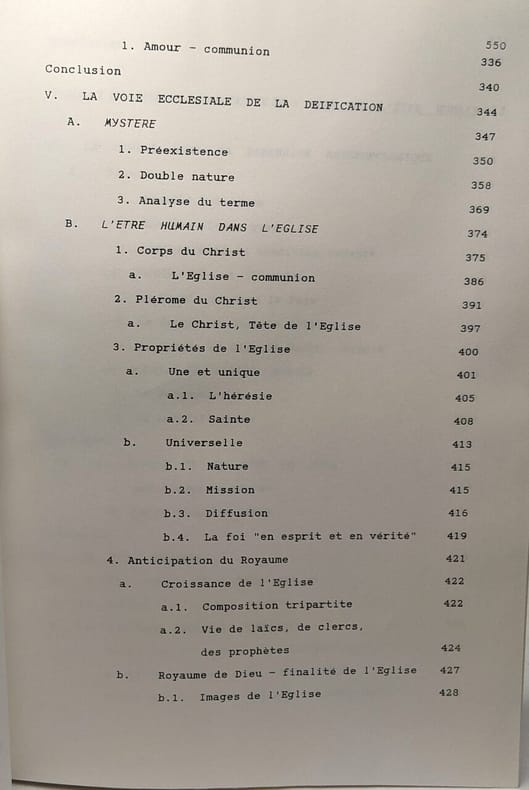 1. Amour - communion 550
336
Conclusion 340
V. LA VOIE ECCLESIALE DE LA DEIFICATION 344
A. MYSTERE 347
1. Préexistence 350
2. Double nature 358
3. Analyse du terme 369
B. L'ETRE HUMAIN DANS L'EGLISE 374
1. Corps du Christ 375
a. L'Eglise - communion 386
2. Plérome du Christ 391
a. Le Christ, Tête de l'Eglise 397
3. Propriétés de l'Eglise 400
a. Une et unique 401
a.1. L'hérésie 405
a.2. Sainte 408
b. Universelle 413
b.1. Nature 415
b.2. Mission 415
b.3. Diffusion 416
b.4. La foi "en esprit et en vérité" 419
4. Anticipation du Royaume 421
a. Croissance de l'Eglise 422
a.1. Composition tripartite 422
a.2. Vie de laïcs, de clercs,
des prophètes 424
b. Royaume de Dieu - finalité de l'Eglise 427
b.1. Images de l'Eglise 428